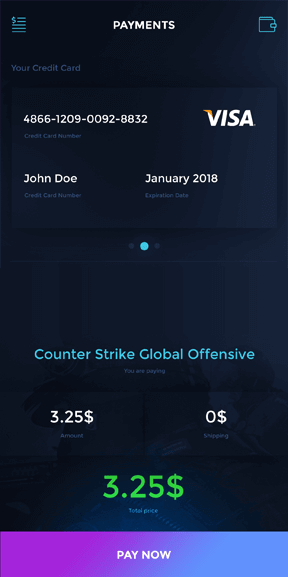 PAYMENTS
Your Credit Card
4866-1209-0092-8832
VISA
Credit Card Number
John Doe
January 2018
Credit Card Number
Expiration Date
Counter Strike Global Offensive
You are paying
3.25$
0$
Amount
Shipping
3.25$
Total price
PAY NOW